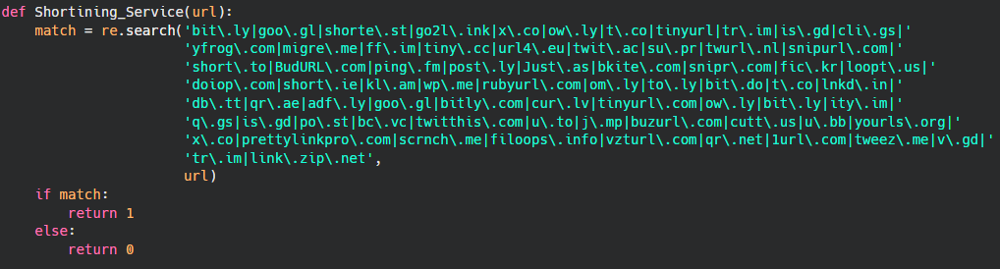 def Shortining_Service(url):
    match = re.search('bit\.ly|goo\.gl|shorte\.st|go2l\.ink|x\.co|ow\.ly|t\.co|tinyurl|tr\.im|is\.gd|cli\.gs|'
                      'yfrog\.com|migre\.me|ff\.im|tiny\.cc|url4\.eu|twit\.ac|su\.pr|twurl\.nl|snipurl\.com|'
                      'short\.to|BudURL\.com|ping\.fm|post\.ly|Just\.as|bkite\.com|snipr\.com|fic\.kr|loopt\.us|'
                      'doiop\.com|short\.ie|kl\.am|wp\.me|rubyurl\.com|om\.ly|to\.ly|bit\.do|t\.co|lnkd\.in|'
                      'db\.tt|qr\.ae|adf\.ly|goo\.gl|bitly\.com|cur\.lv|tinyurl\.com|ow\.ly|bit\.ly|ity\.im|'
                      'q\.gs|is\.gd|po\.st|bc\.vc|twitthis\.com|u\.to|j\.mp|buzurl\.com|cutt\.us|u\.bb|yourls\.org|'
                      'x\.co|prettylinkpro\.com|scrnch\.me|filoops\.info|vzturl\.com|qr\.net|1url\.com|tweez\.me|v\.gd|'
                      'tr\.im|link\.zip\.net',
                      url)
    if match:
        return 1
    else:
        return 0